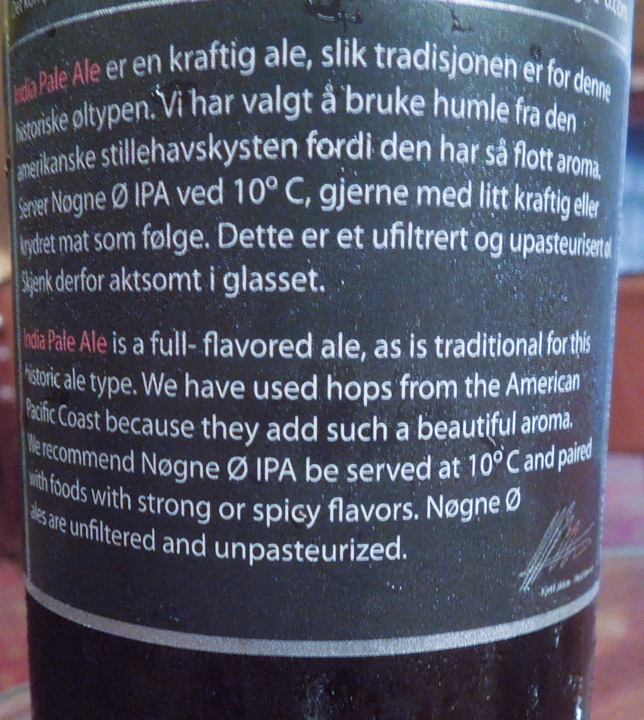 India Pale Ale er en kraftig ale, slik tradisjonen er for denne
historiske øltypen. Vi har valgt å bruke humle fra den
amerikanske stillehavskysten fordi den har så flott aroma.
Server Nøgne Ø IPA ved 10º C, gjerne med litt kraftig eller
krydret mat som følge. Dette er et ufiltrert og upasteurisert øl
Skjenk derfor aktsomt i glasset.
India Pale Ale is a full- flavored ale, as is traditional for this
historic ale type. We have used hops from the American
Pacific Coast because they add such a beautiful aroma.
We recommend Nøgne Ø IPA be served at 10º C and paired
with foods with strong or spicy flavors. Nøgne Ø
ales are unfiltered and unpasteurized.